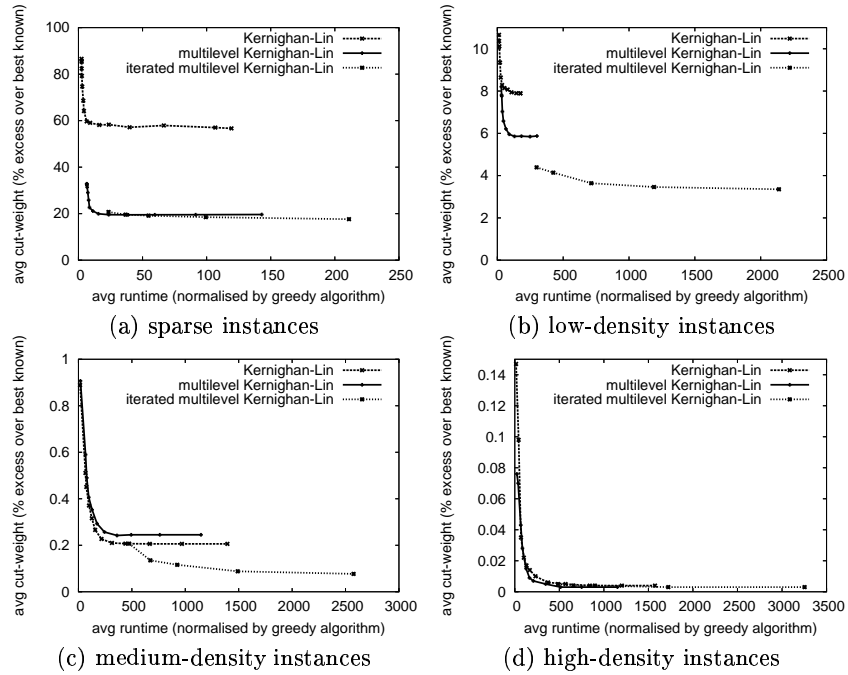 100
80
60
40
20
0
0
50
100
150
200
250
avg cut-weight (% excess over best known)
avg runtime (normalised by greedy algorithm)
Kernighan-Lin
multilevel Kernighan-Lin
iterated multilevel Kernighan-Lin
(a) sparse instances
10
8
6
4
2
0
0
500
1000
1500
2000
2500
avg cut-weight (% excess over best known)
avg runtime (normalised by greedy algorithm)
Kernighan-Lin
multilevel Kernighan-Lin
iterated multilevel Kernighan-Lin
(b) low-density instances
1
0.8
0.6
0.4
0.2
0
0
500
1000
1500
2000
2500
3000
avg cut-weight (% excess over best known)
avg runtime (normalised by greedy algorithm)
Kernighan-Lin
multilevel Kernighan-Lin
iterated multilevel Kernighan-Lin
(c) medium-density instances
0.14
0.12
0.1
0.08
0.06
0.04
0.02
0
0
500
1000
1500
2000
2500
3000
3500
avg cut-weight (% excess over best known)
avg runtime (normalised by greedy algorithm)
Kernighan-Lin
multilevel Kernighan-Lin
iterated multilevel Kernighan-Lin
(d) high-density instances